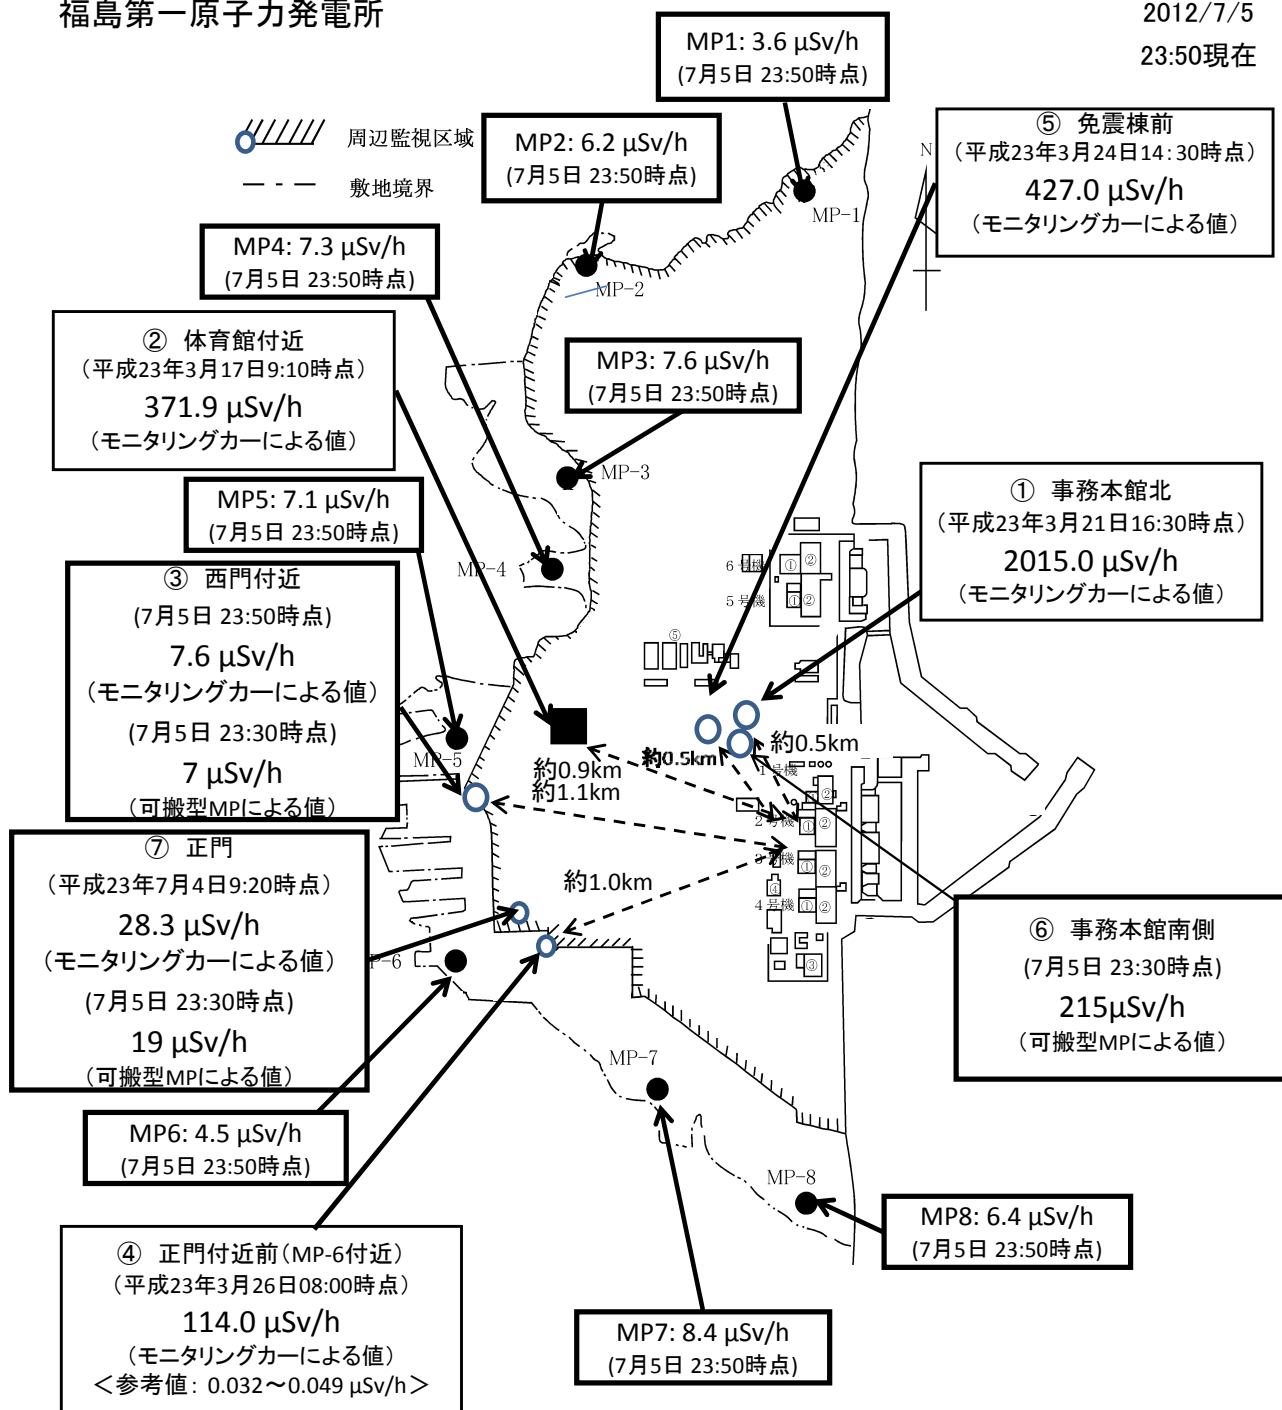 福島第一原子力発電所
2012/7/5
23:50現在
周辺監視区域
敷地境界
MP1: 3.6 μSv/h
(7月5日 23:50時点)
MP2: 6.2 μSv/h
(7月5日 23:50時点)
⑤ 免震棟前
（平成23年3月24日14:30時点）
427.0 μSv/h
（モニタリングカーによる値）
N
MP-1
MP4: 7.3 μSv/h
(7月5日 23:50時点)
MP-2
② 体育館付近
（平成23年3月17日9:10時点）
371.9 μSv/h
（モニタリングカーによる値）
MP3: 7.6 μSv/h
(7月5日 23:50時点)
MP-3
MP5: 7.1 μSv/h
(7月5日 23:50時点)
① 事務本館北
（平成23年3月21日16:30時点）
2015.0 μSv/h
（モニタリングカーによる値）
MP-4
③ 西門付近
(7月5日 23:50時点)
7.6 μSv/h
（モニタリングカーによる値）
(7月5日 23:30時点)
7 μSv/h
（可搬型MPによる値）
6号機
① ②
5号機
① ②
⑤
MP-5
約0.5km
約0.5km
約0.9km
約1.1km
1号機
②
2号機
① ②
3号機
① ②
④
4号機
① ②
③
約1.0km
⑦ 正門
（平成23年7月4日9:20時点）
28.3 μSv/h
（モニタリングカーによる値）
(7月5日 23:30時点)
19 μSv/h
（可搬型MPによる値）
P-6
⑥ 事務本館南側
(7月5日 23:30時点)
215μSv/h
（可搬型MPによる値）
MP-7
MP6: 4.5 μSv/h
(7月5日 23:50時点)
MP-8
MP8: 6.4 μSv/h
(7月5日 23:50時点)
④ 正門付近前（MP-6付近）
（平成23年3月26日08:00時点）
114.0 μSv/h
（モニタリングカーによる値）
＜参考値： 0.032～0.049 μSv/h＞
MP7: 8.4 μSv/h
(7月5日 23:50時点)